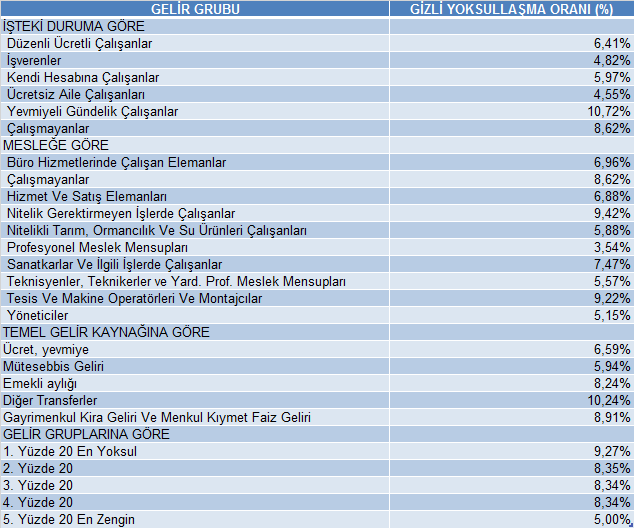 GELİR GRUBU GİZLİ YOKSULLAŞMA ORANI (%)
İŞTEKİ DURUMA GÖRE
Düzenli Ücretli Çalışanlar 6,41%
İşverenler 4,82%
Kendi Hesabına Çalışanlar 5,97%
Ücretsiz Aile Çalışanları 4,55%
Yevmiyeli Gündelik Çalışanlar 10,72%
Çalışmayanlar 8,62%
MESLEĞE GÖRE
Büro Hizmetlerinde Çalışan Elemanlar 6,96%
Çalışmayanlar 8,62%
Hizmet Ve Satış Elemanları 6,88%
Nitelik Gerektirmeyen İşlerde Çalışanlar 9,42%
Nitelikli Tarım, Ormancılık Ve Su Ürünleri Çalışanları 5,88%
Profesyonel Meslek Mensupları 3,54%
Sanatkarlar Ve İlgili İşlerde Çalışanlar 7,47%
Teknisyenler, Teknikerler ve Yard. Prof. Meslek Mensupları 5,57%
Tesis Ve Makine Operatörleri Ve Montajcılar 9,22%
Yöneticiler 5,15%
TEMEL GELİR KAYNAĞINA GÖRE
Ücret, yevmiye 6,59%
Mütesebbis Geliri 5,94%
Emekli aylığı 8,24%
Diğer Transferler 10,24%
Gayrimenkul Kira Geliri Ve Menkul Kıymet Faiz Geliri 8,91%
GELİR GRUPLARINA GÖRE
1. Yüzde 20 En Yoksul 9,27%
2. Yüzde 20 8,35%
3. Yüzde 20 8,34%
4. Yüzde 20 8,34%
5. Yüzde 20 En Zengin 5,00%